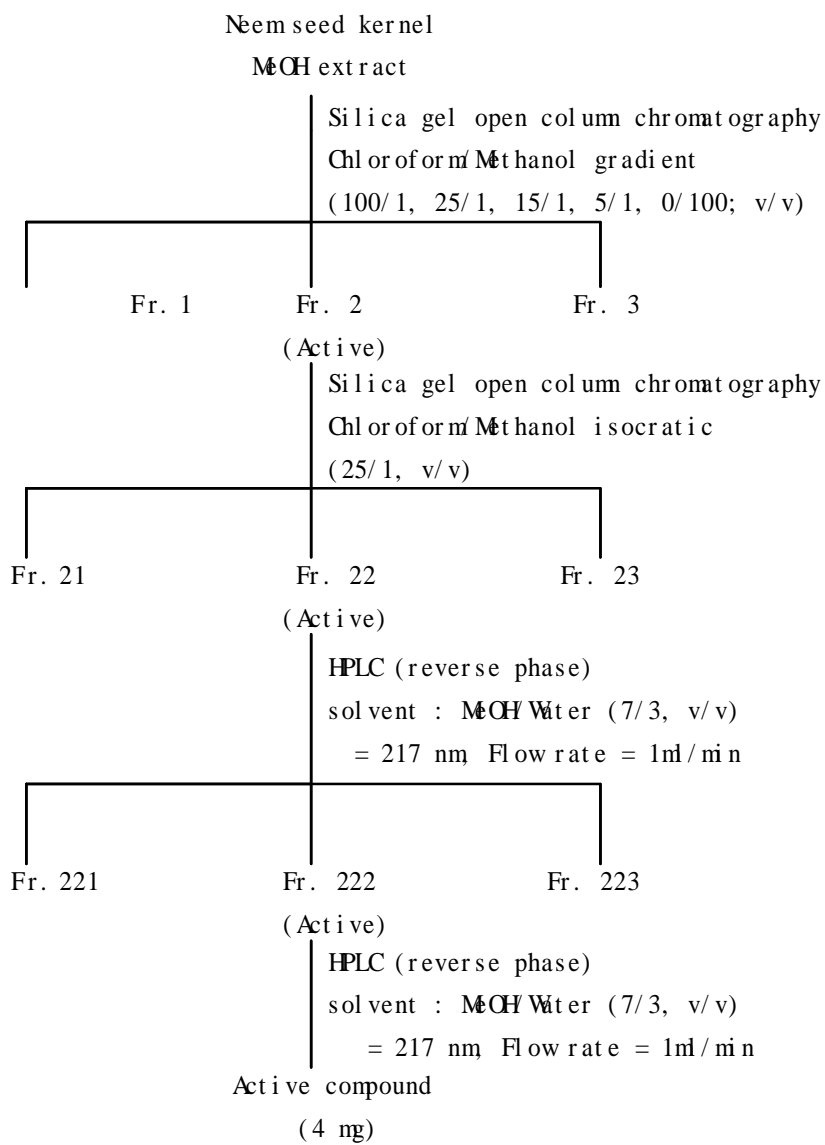 Neem seed kernel
MeOH extract
Silica gel open column chromatography
Chloroform/Methanol gradient
(100/1, 25/1, 15/1, 5/1, 0/100; v/v)
Fr. 1 Fr. 2 Fr. 3
(Active)
Silica gel open column chromatography
Chloroform/Methanol isocratic
(25/1, v/v)
Fr. 21 Fr. 22 Fr. 23
(Active)
HPLC (reverse phase)
solvent : MeOH/Water (7/3, v/v)
= 217 nm, Flow rate = 1ml/min
Fr. 221 Fr. 222 Fr. 223
(Active)
HPLC (reverse phase)
solvent : MeOH/Water (7/3, v/v)
= 217 nm, Flow rate = 1ml/min
Active compound
(4 mg)